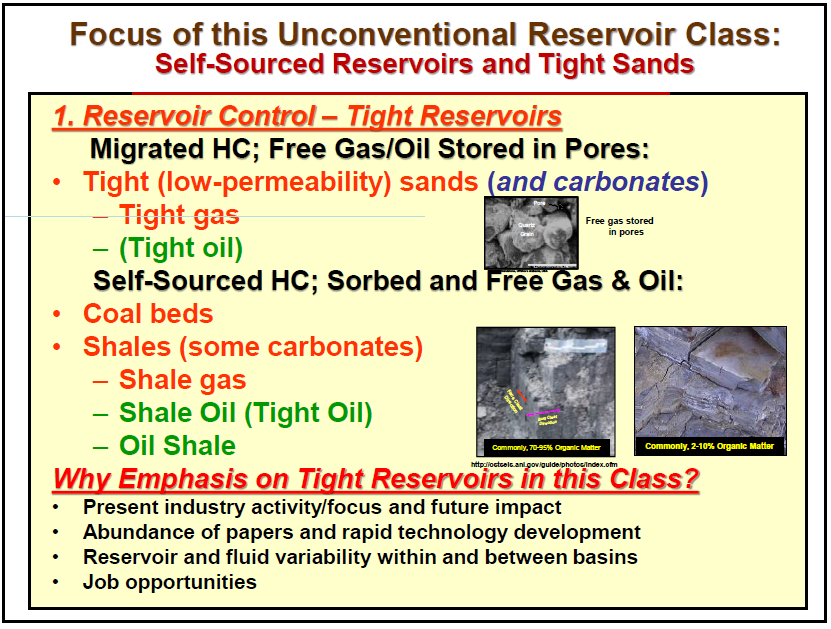 Focus of this Unconventional Reservoir Class:
Self-Sourced Reservoirs and Tight Sands
1. Reservoir Control – Tight Reservoirs
Migrated HC; Free Gas/Oil Stored in Pores:
• Tight (low-permeability) sands (and carbonates)
– Tight gas
– (Tight oil)
Pore
Quartz
Grain
Free gas stored
in pores
Self-Sourced HC; Sorbed and Free Gas & Oil:
• Coal beds
• Shales (some carbonates)
– Shale gas
– Shale Oil (Tight Oil)
– Oil Shale
Face Cleat
Direction
Butt Cleat
Direction
Commonly, 70-95% Organic Matter
Commonly, 2-10% Organic Matter
http://ostseis.anl.gov/guide/photos/index.cfm
Why Emphasis on Tight Reservoirs in this Class?
• Present industry activity/focus and future impact
• Abundance of papers and rapid technology development
• Reservoir and fluid variability within and between basins
• Job opportunities